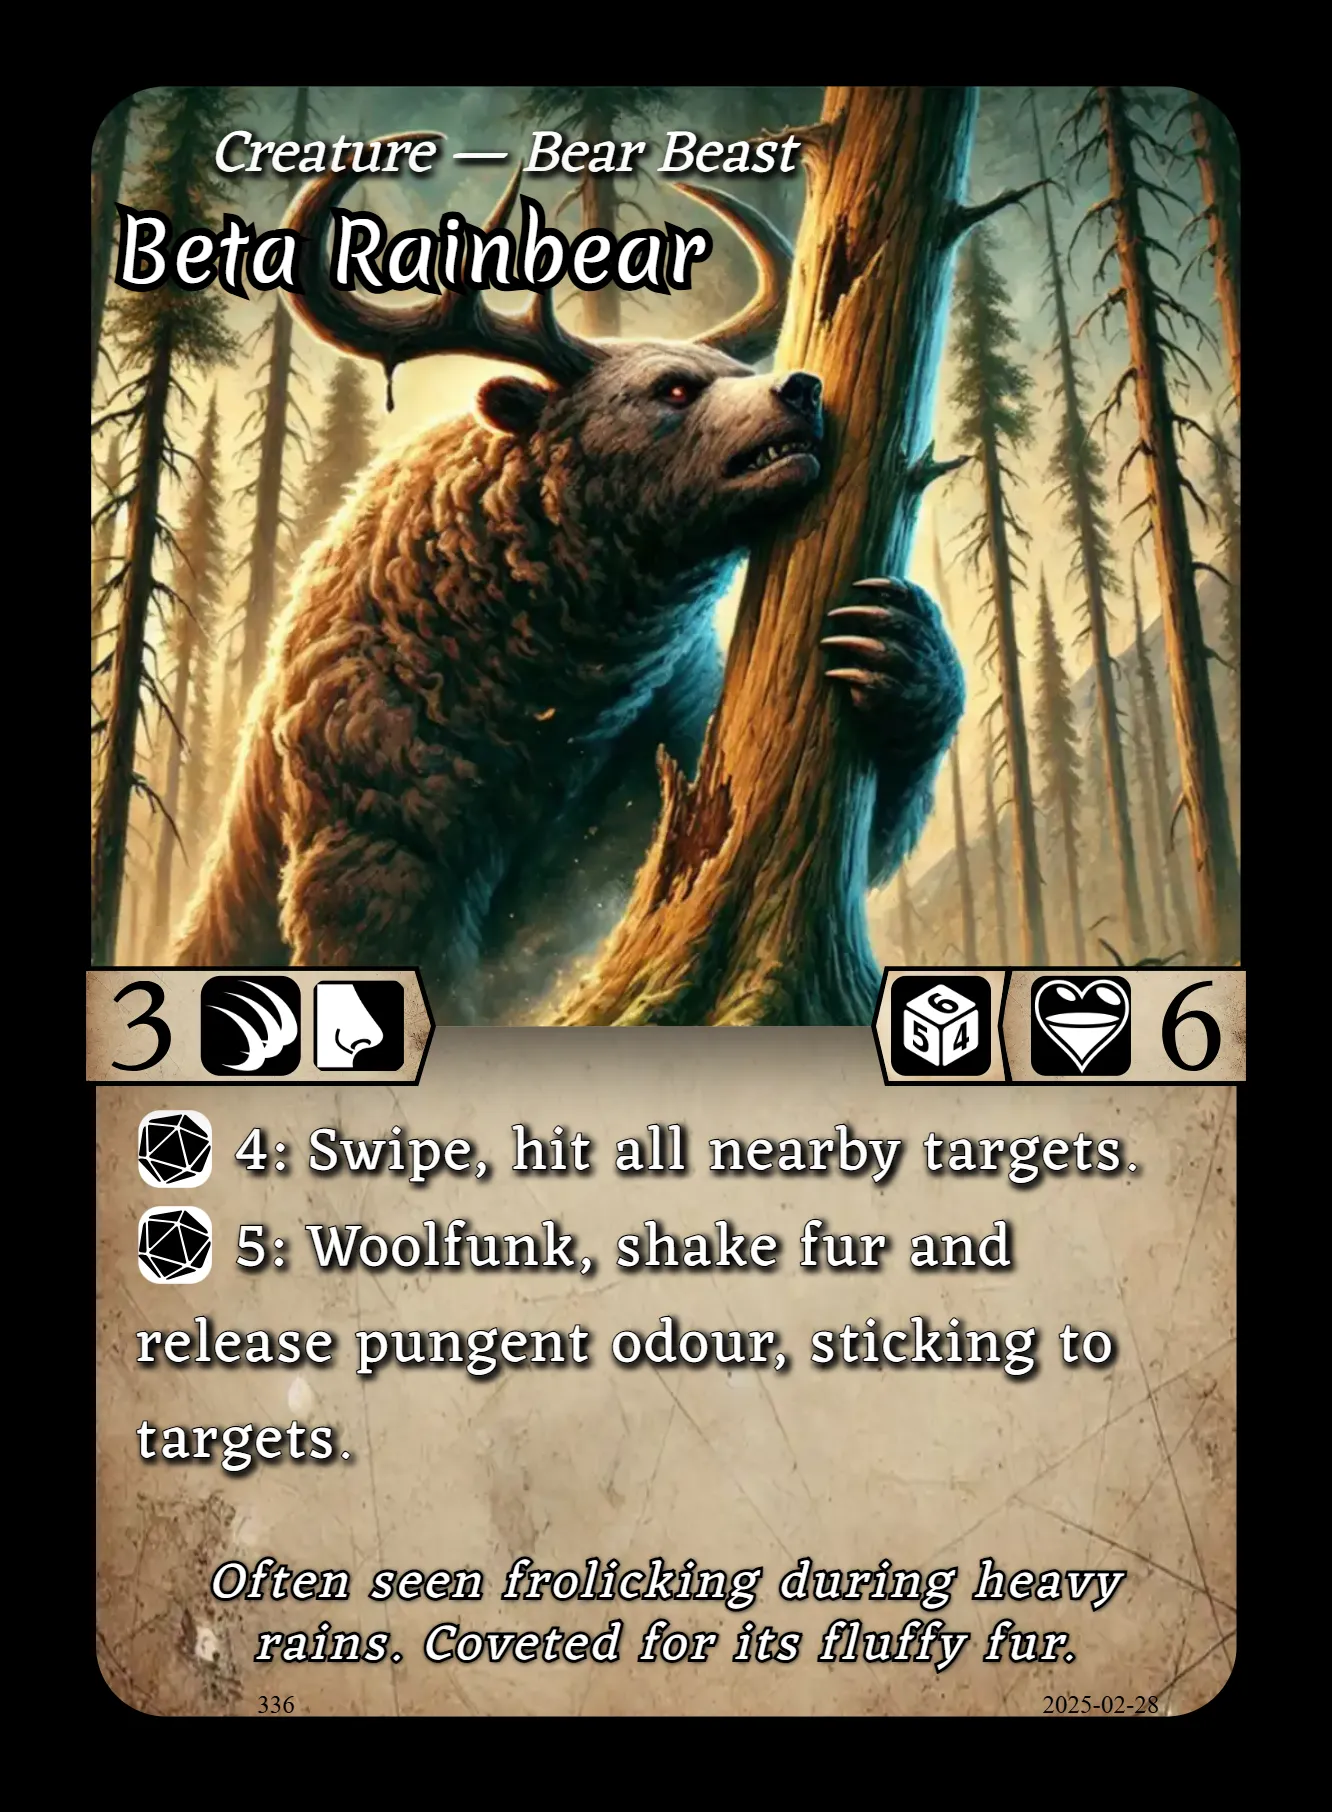 Creature — Bear Beast
Beta Rainbear
3
6
5 4
6
4: Swipe, hit all nearby targets.
5: Woolfunk, shake fur and
release pungent odour, sticking to
targets.
Often seen frolicking during heavy
rains. Coveted for its fluffy fur.
336
2025-02-28